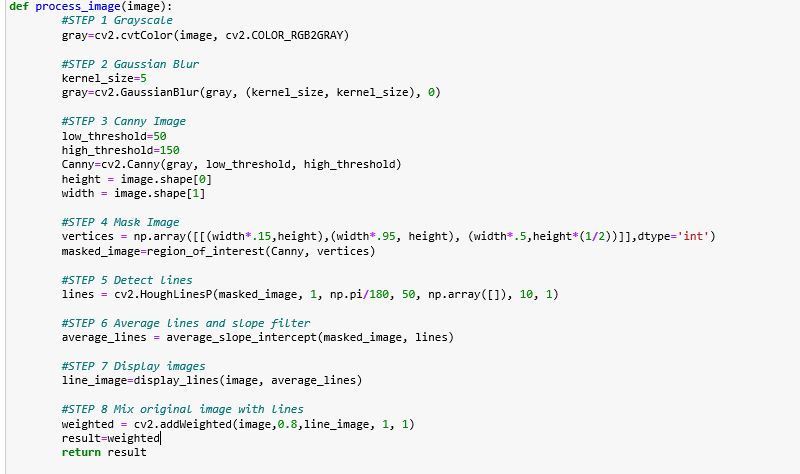 def process_image(image):
#STEP 1 Grayscale
gray=cv2.cvtColor(image, cv2.COLOR_RGB2GRAY)
#STEP 2 Gaussian Blur
kernel_size=5
gray=cv2.GaussianBlur(gray, (kernel_size, kernel_size), 0)
#STEP 3 Canny Image
low_threshold=50
high_threshold=150
Canny=cv2.Canny(gray, low_threshold, high_threshold)
height = image.shape[0]
width = image.shape[1]
#STEP 4 Mask Image
vertices = np.array([[(width*.15,height),(width*.95, height), (width*.5,height*(1/2))]],dtype='int')
masked_image=region_of_interest(Canny, vertices)
#STEP 5 Detect lines
lines = cv2.HoughLinesP(masked_image, 1, np.pi/180, 50, np.array([]), 10, 1)
#STEP 6 Average lines and slope filter
average_lines = average_slope_intercept(masked_image, lines)
#STEP 7 Display images
line_image=display_lines(image, average_lines)
#STEP 8 Mix original image with lines
weighted = cv2.addWeighted(image,0.8,line_image, 1, 1)
result=weighted
return result